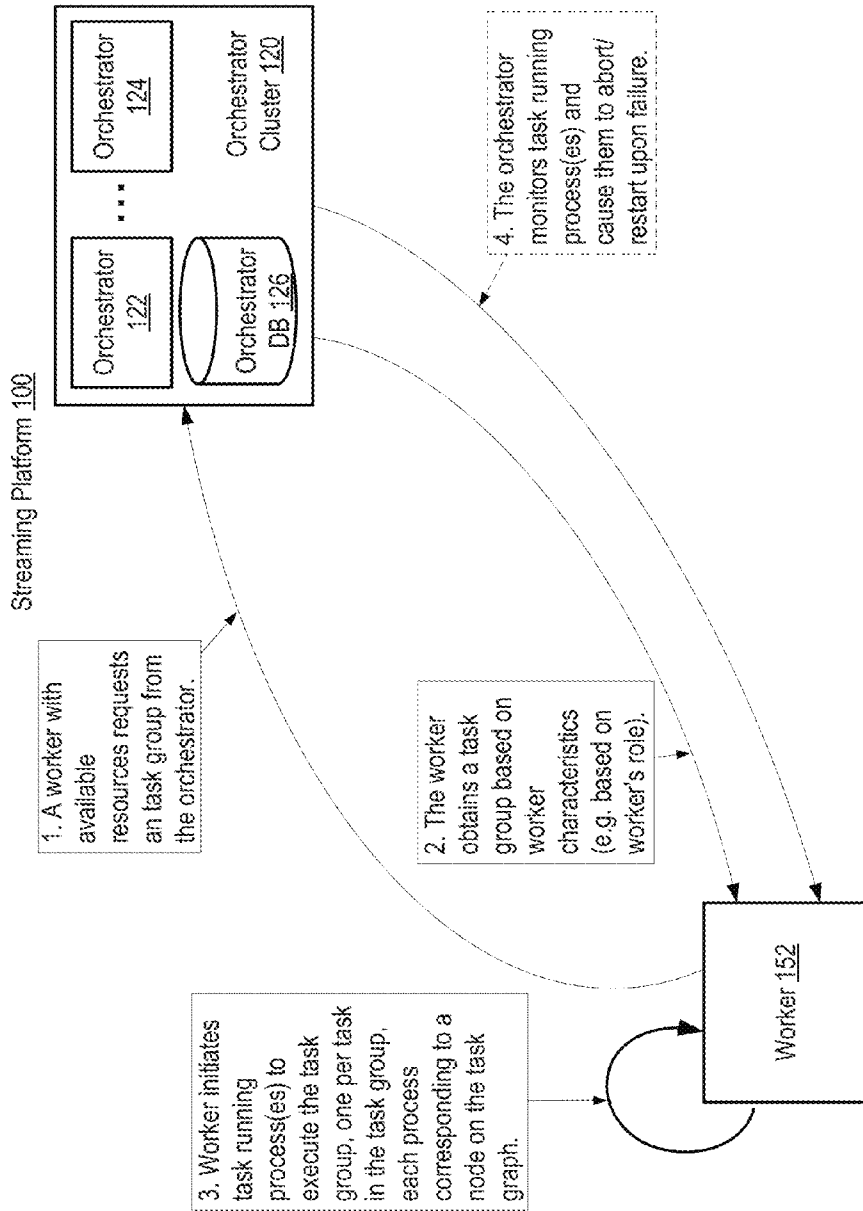 Streaming Platform 100
Orchestrator
122
Orchestrator
124
Orchestrator
DB 126
Orchestrator
Cluster 120
1. A worker with
available
resources requests
an task group from
the orchestrator.
2. The worker
obtains a task
group based on
worker
characteristics
(e.g. based on
worker's role).
3. Worker initiates
task running
process(es) to
execute the task
group, one per task
in the task group,
each process
corresponding to a
node on the task
graph.
4. The orchestrator
monitors task running
process(es) and
cause them to abort/
restart upon failure.
Worker 152